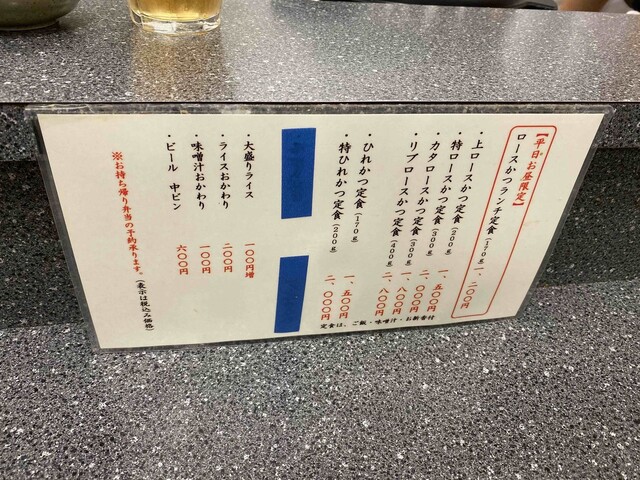 【平日お昼限定】
ロースかつランチ定食(170g) 一、二〇〇円
・上ロースかつ定食(200g) 一、五〇〇円
・特ロースかつ定食(300g) 二、〇〇〇円
・カタロースかつ定食(300g) 一、八〇〇円
・リブロースかつ定食(400g) 二、八〇〇円
・ひれかつ定食(170g) 一、五〇〇円
・特ひれかつ定食(200g) 二、〇〇〇円
定食は、ご飯・味噌汁・お新香付
・大盛りライス 一〇〇円増
・ライスおかわり 二〇〇円
・味噌汁おかわり 一〇〇円
・ビール 中ビン 六〇〇円
※お持ち帰り弁当の予約承ります。(表示は税込み価格)